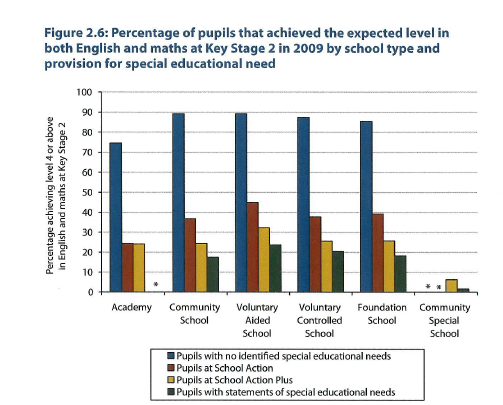 Figure 2.6: Percentage of pupils that achieved the expected level in
both English and maths at Key Stage 2 in 2009 by school type and
provision for special educational need
Percentage achieving level 4 or above
in English and maths at Key Stage 2
100
90
80
70
60
50
40
30
20
10
0
*
* *
Academy
Community
School
Voluntary
Aided
School
Voluntary
Controlled
School
Foundation
School
Community
Special
School
Pupils with no identified special educational needs
Pupils at School Action
Pupils at School Action Plus
Pupils with statements of special educational needs